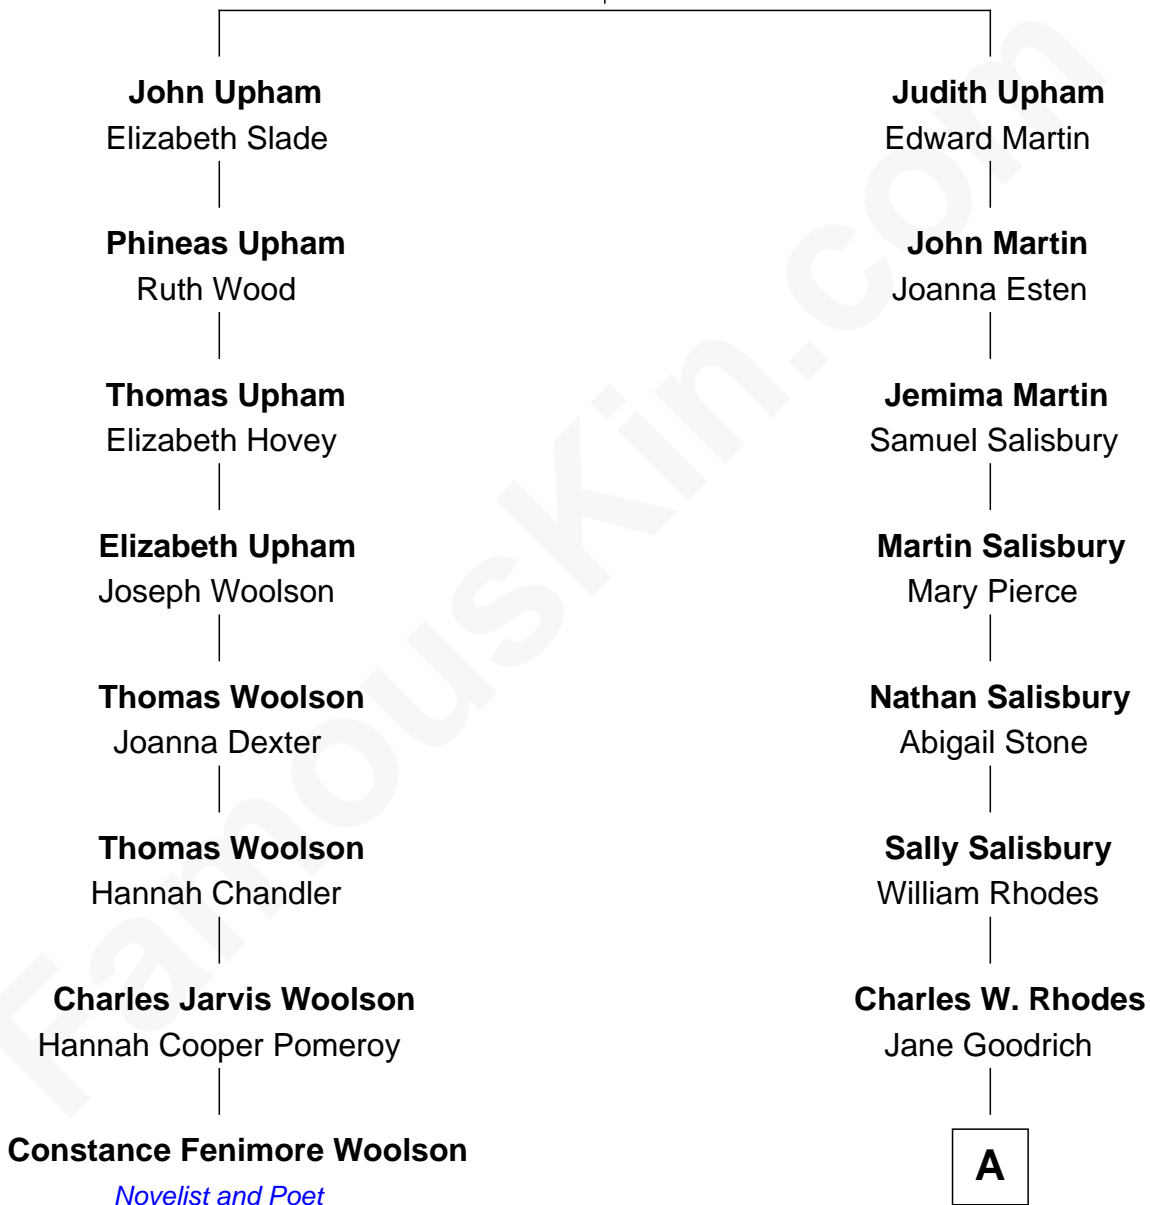 John Upham
Elizabeth Slade
Phineas Upham
Ruth Wood
Thomas Upham
Elizabeth Hovey
Elizabeth Upham
Joseph Woolson
Thomas Woolson
Joanna Dexter
Thomas Woolson
Hannah Chandler
Charles Jarvis Woolson
Hannah Cooper Pomeroy
Constance Fenimore Woolson
Novelist and Poet
Judith Upham
Edward Martin
John Martin
Joanna Esten
Jemima Martin
Samuel Salisbury
Martin Salisbury
Mary Pierce
Nathan Salisbury
Abigail Stone
Sally Salisbury
William Rhodes
Charles W. Rhodes
Jane Goodrich
A
FamousKin.com